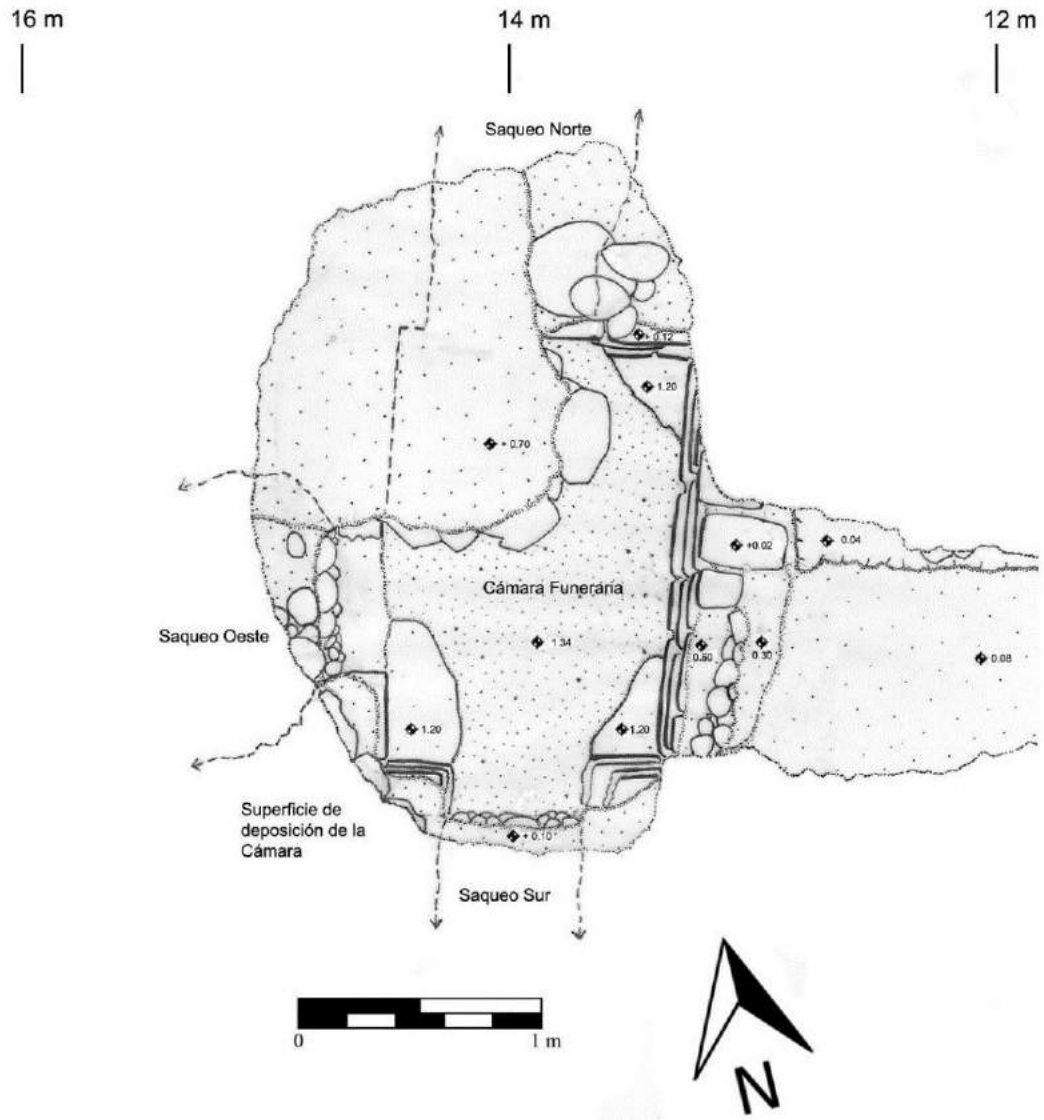 16 m
14 m
12 m
Saqueo Norte
+ 0.12
1.20
+ 0.70
+0.02
0.04
Cámara Funeraria
Saqueo Oeste
1.34
0.60
0.30
0.08
1.20
1.20
Superficie de
deposición de la
Cámara
+ 0.10
Saqueo Sur
0
1 m
N